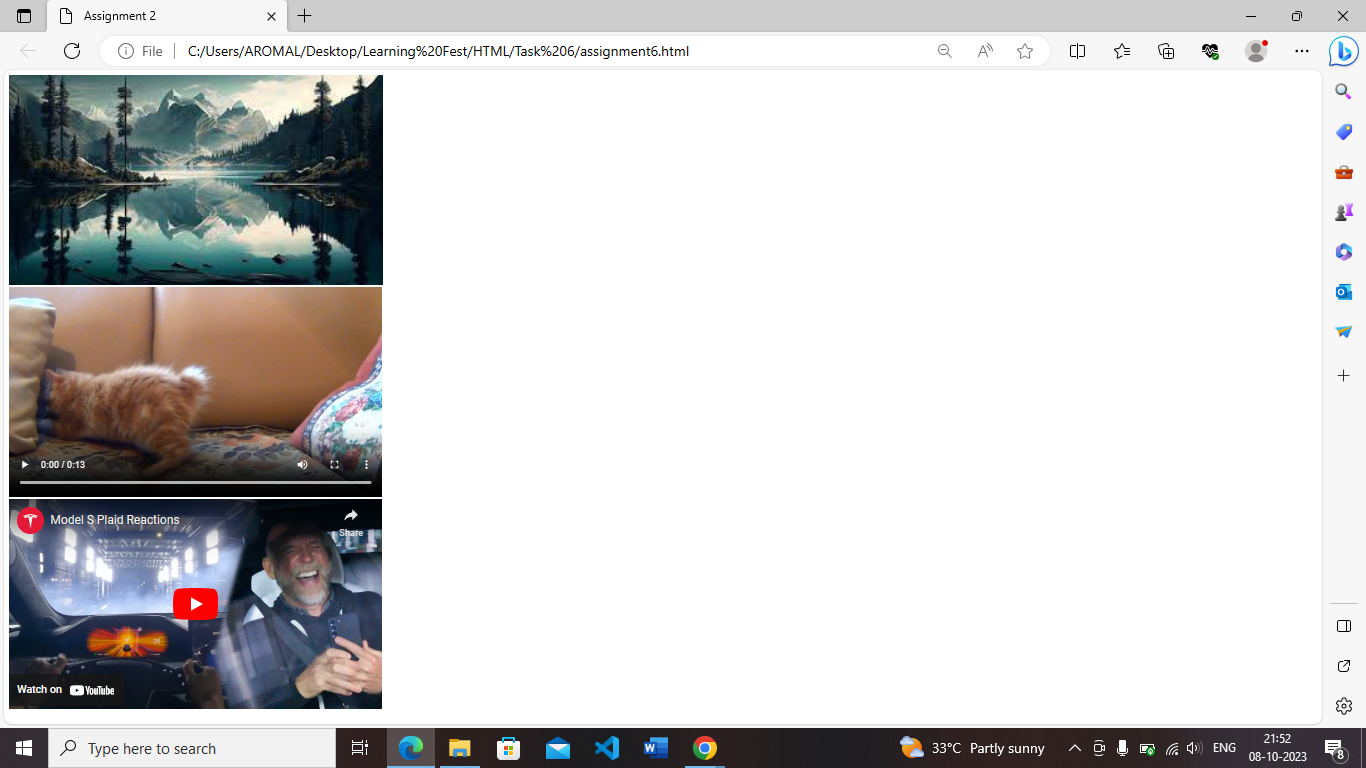 Assignment 2
File
C:/Users/AROMAL/Desktop/Learning%20Fest/HTML/Task%206/assignment6.html
0:00 / 0:13
Model S Plaid Reactions
Share
Watch on YouTube
Type here to search
33°C Partly sunny
ENG
21:52
08-10-2023
8